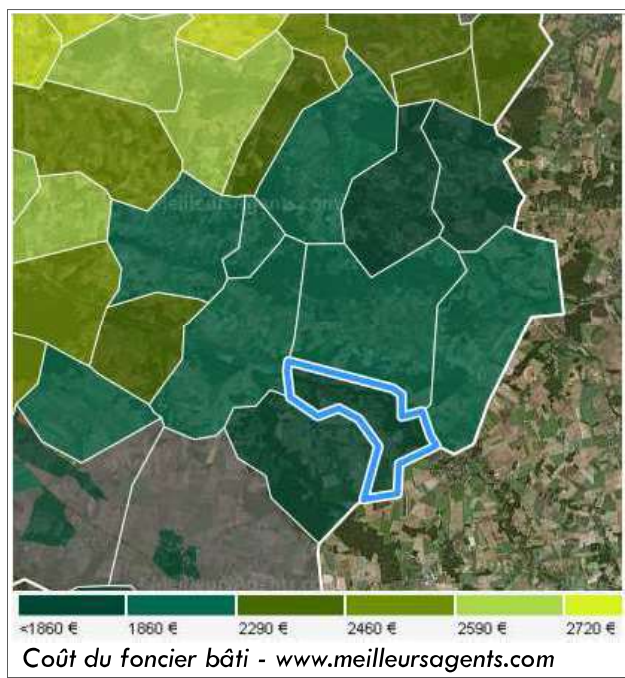 <1860 € 1860 € 2290 € 2460 € 2590 € 2720 €
Coût du foncier bâti - www.meilleursagents.com